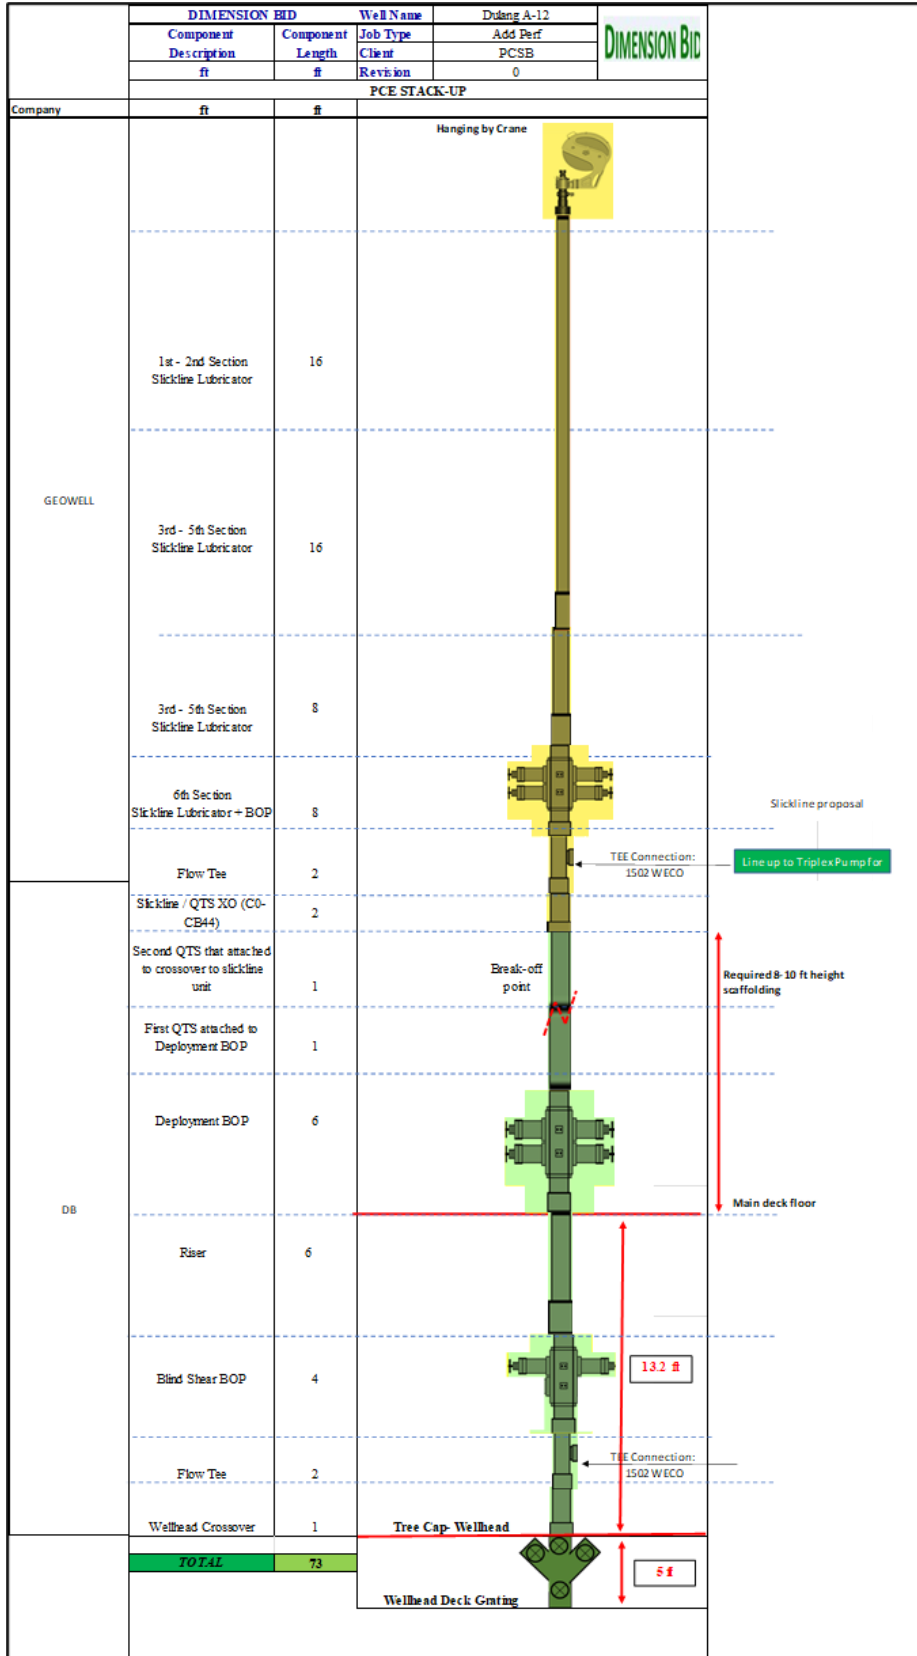 DIMENSION BID Well Name Dulang A-12
Component Component Job Type Add Perf
Description Length Client PCSB
ft ft Revision 0
DIMENSION BID
PCE STACK-UP
Company ft ft
Hanging by Crane
1st - 2nd Section
Slickline Lubricator
16
GEOWELL
3rd - 5th Section
Slickline Lubricator
16
3rd - 5th Section
Slickline Lubricator
8
6th Section
Slickline Lubricator + BOP
8
Slickline proposal
Flow Tee 2
TEE Connection:
1502 WECO
Line up to Triplex Pump for
Slickline / QTS XO (C0-
CB44)
2
Second QTS that attached
to crossover to slickline
unit
1
Break-off
point
Required 8-10 ft height
scaffolding
First QTS attached to
Deployment BOP
1
Deployment BOP 6
Main deck floor
DB
Riser 6
13.2 ft
Blind Shear BOP 4
Flow Tee 2
TEE Connection:
1502 WECO
Wellhead Crossover 1
Tree Cap- Wellhead
TOTAL 73
5 f
Wellhead Deck Grating